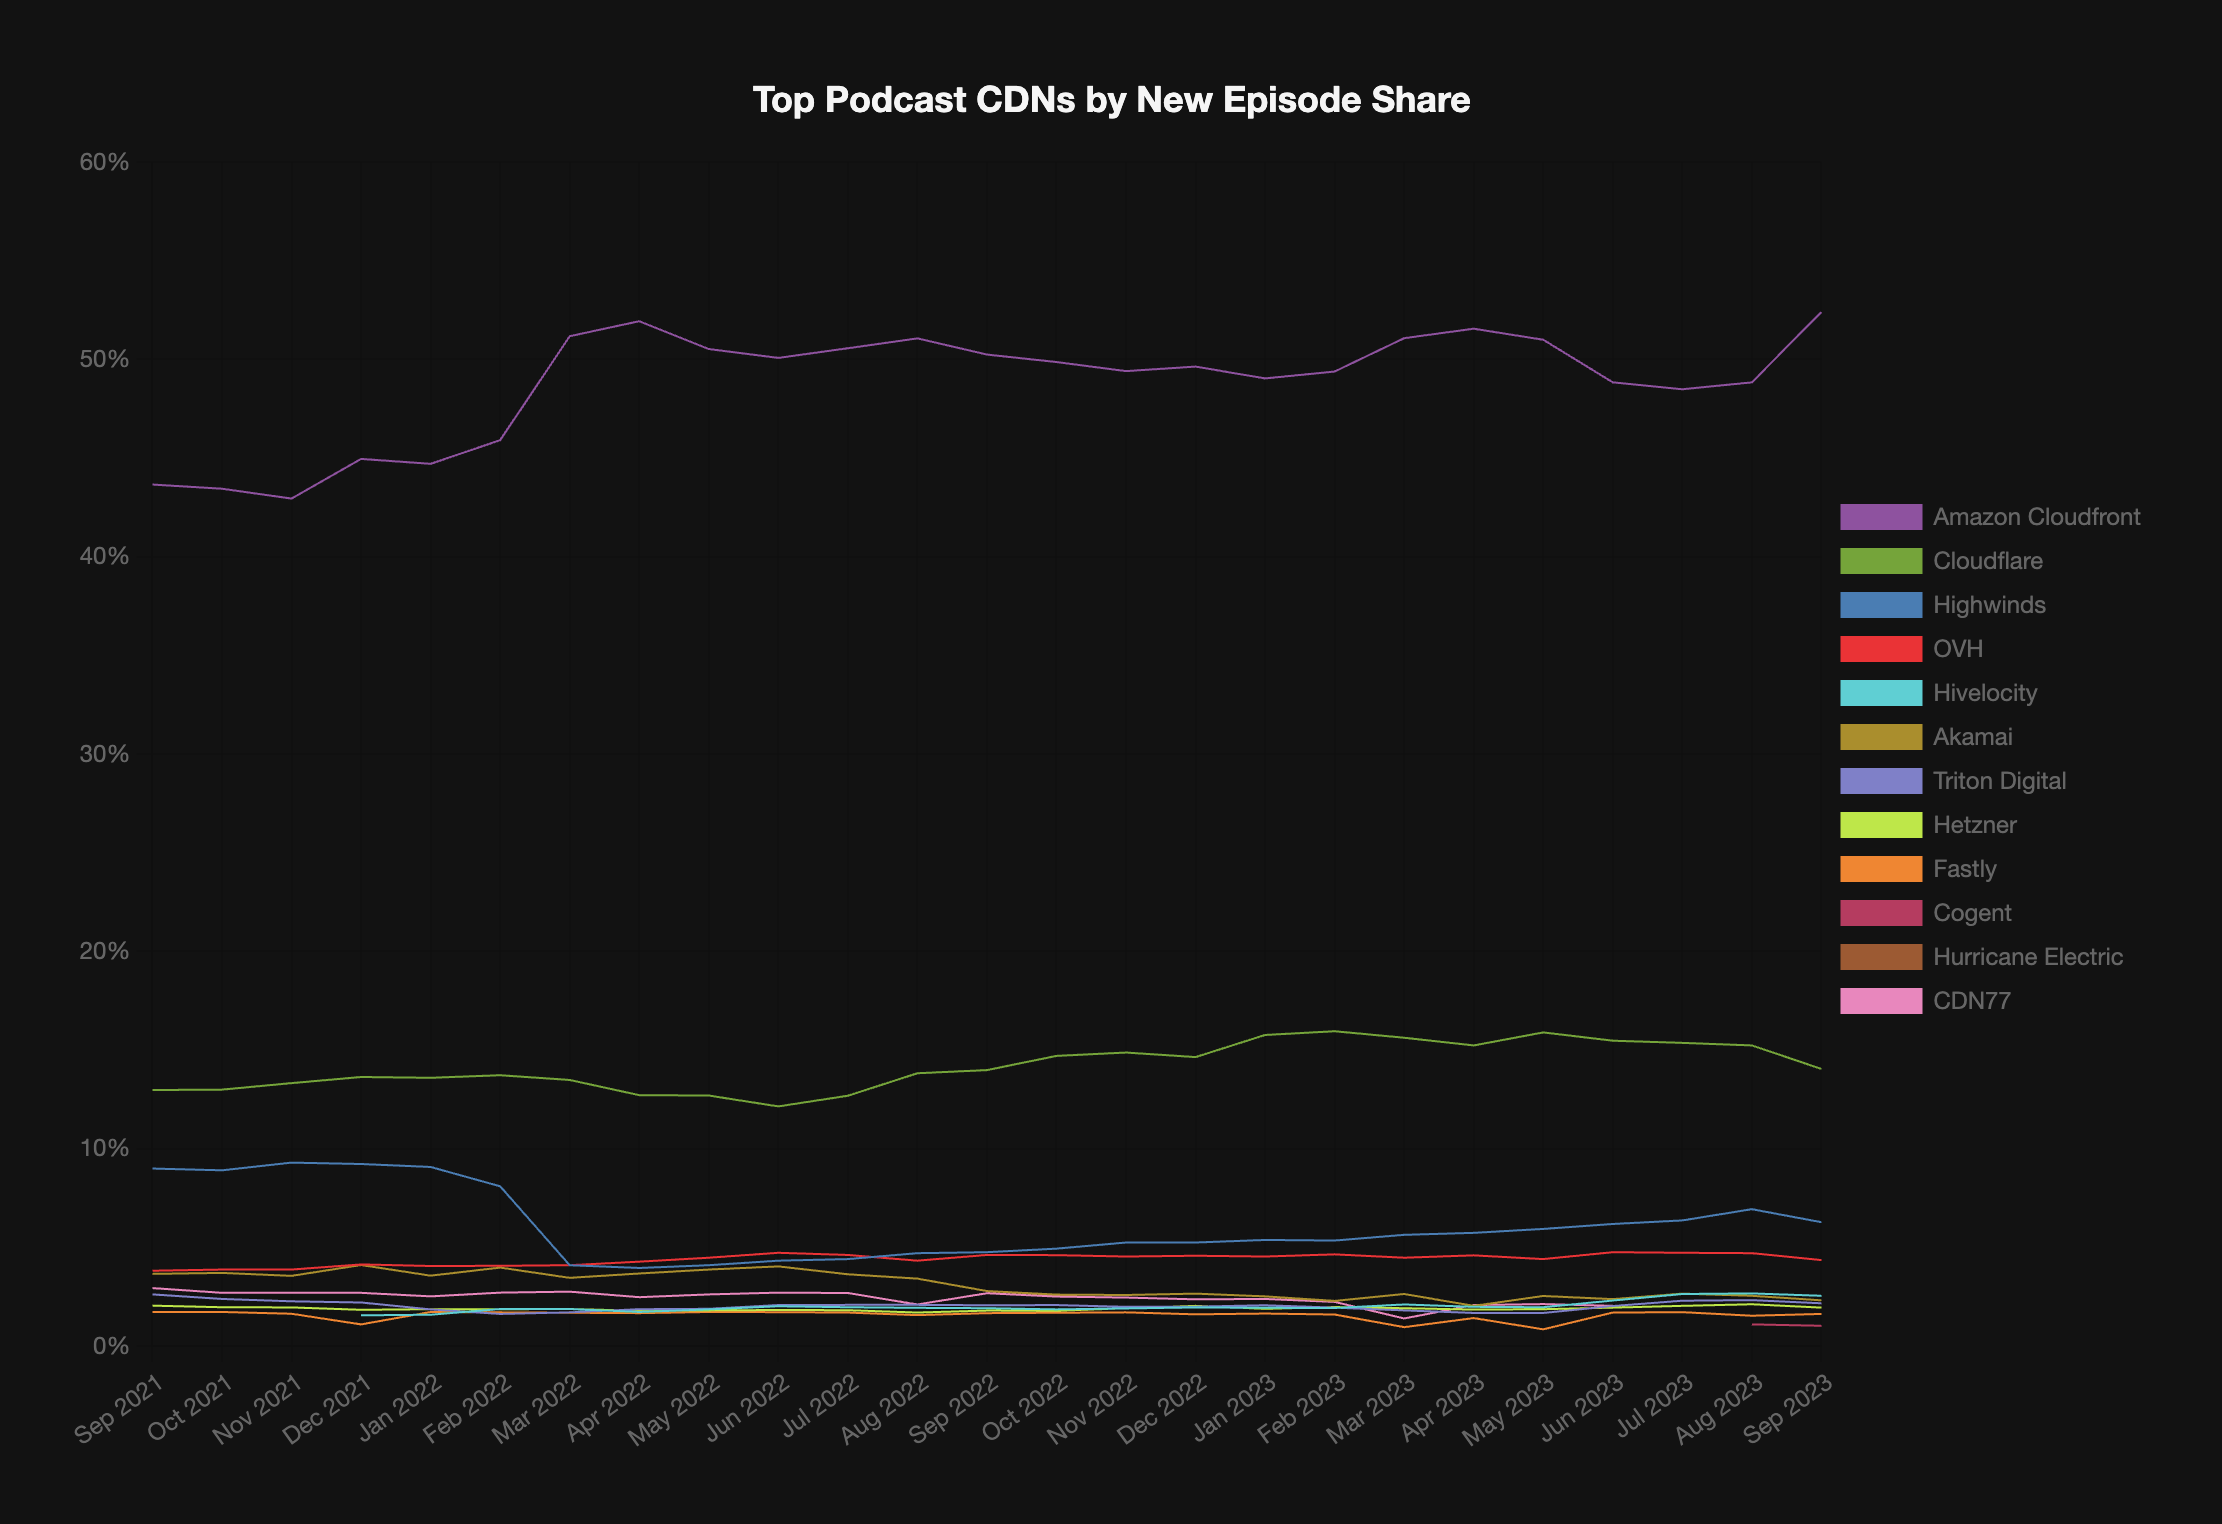 Top Podcast CDNs by New Episode Share
60%
50%
40%
30%
20%
10%
0%
Amazon Cloudfront
Cloudflare
Highwinds
OVH
Hivelocity
Akamai
Triton Digital
Hetzner
Fastly
Cogent
Hurricane Electric
CDN77
Sep 2021
Oct 2021
Nov 2021
Dec 2021
Jan 2022
Feb 2022
Mar 2022
Apr 2022
May 2022
Jun 2022
Jul 2022
Aug 2022
Sep 2022
Oct 2022
Nov 2022
Dec 2022
Jan 2023
Feb 2023
Mar 2023
Apr 2023
May 2023
Jun 2023
Jul 2023
Aug 2023
Sep 2023